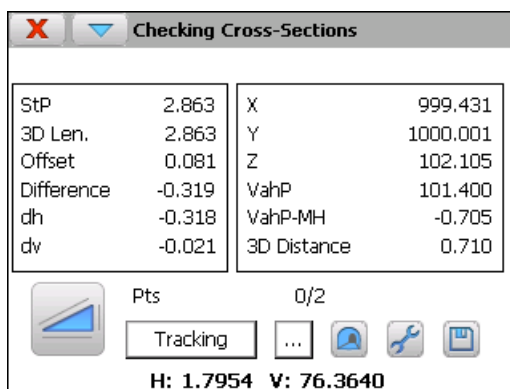 X Checking Cross-Sections
StP 2.863
3D Len. 2.863
Offset 0.081
Difference -0.319
dh -0.318
dv -0.021
X 999.431
Y 1000.001
Z 102.105
VahP 101.400
VahP-MH -0.705
3D Distance 0.710
Pts 0/2
Tracking ...
H: 1.7954 V: 76.3640